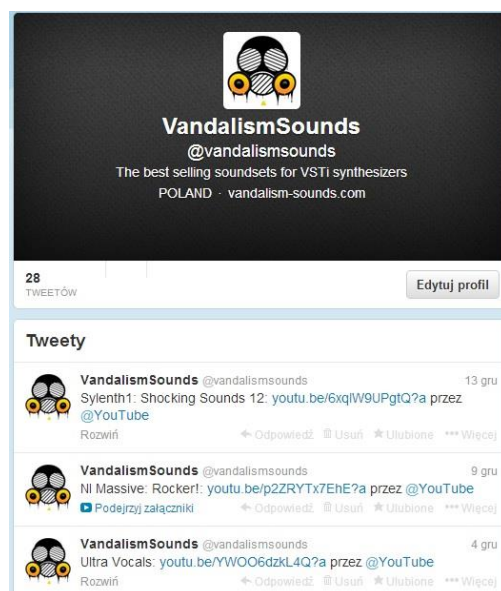 VandalismSounds
@vandalismsounds
The best selling soundsets for VSTi synthesizers
POLAND · vandalism-sounds.com
28
TWEETÓW
Edytuj profil
Tweety
VandalismSounds @vandalismsounds 13 gru
Sylenth1: Shocking Sounds 12: youtu.be/6xqIW9UPgtQ?a przez
@YouTube
Rozwiń Odpowiedź Usuń Ulubione Więcej
VandalismSounds @vandalismsounds 9 gru
NI Massive: Rocker!: youtu.be/p2ZRYTx7EhE?a przez @YouTube
Podejrzyj załączniki Odpowiedź Usuń Ulubione Więcej
VandalismSounds @vandalismsounds 4 gru
Ultra Vocals: youtu.be/YWOO6dzkL4Q?a przez @YouTube
Rozwiń Odpowiedź Usuń Ulubione Więcej